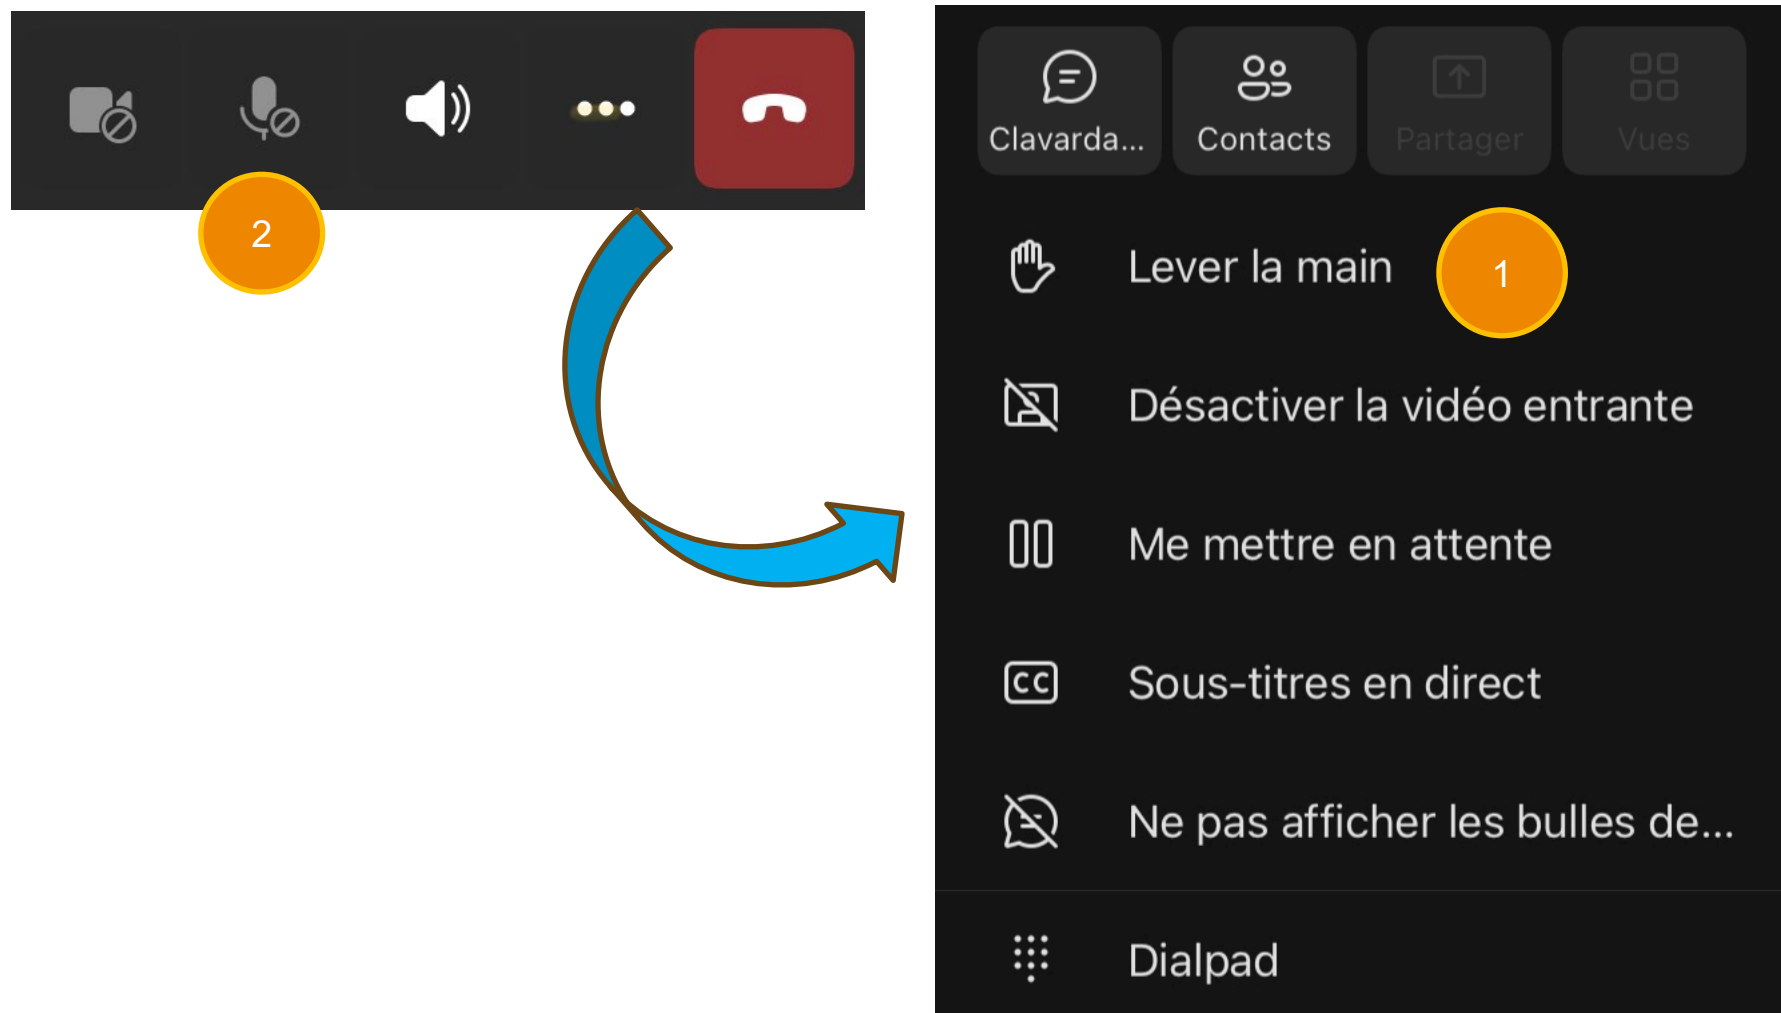 2
Clavarda...
Contacts
Partager
Vues
Lever la main
1
Désactiver la vidéo entrante
Me mettre en attente
CC
Sous-titres en direct
Ne pas afficher les bulles de...
Dialpad